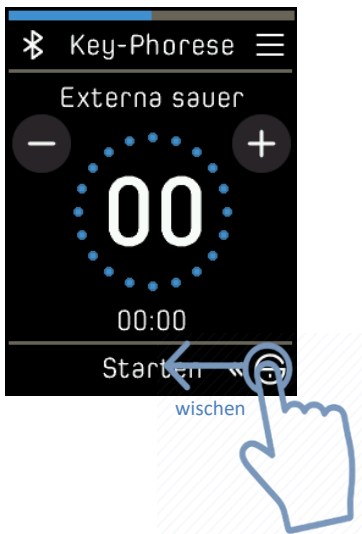 Key-Phorese
Externa sauer
00
00:00
Starten
wischen